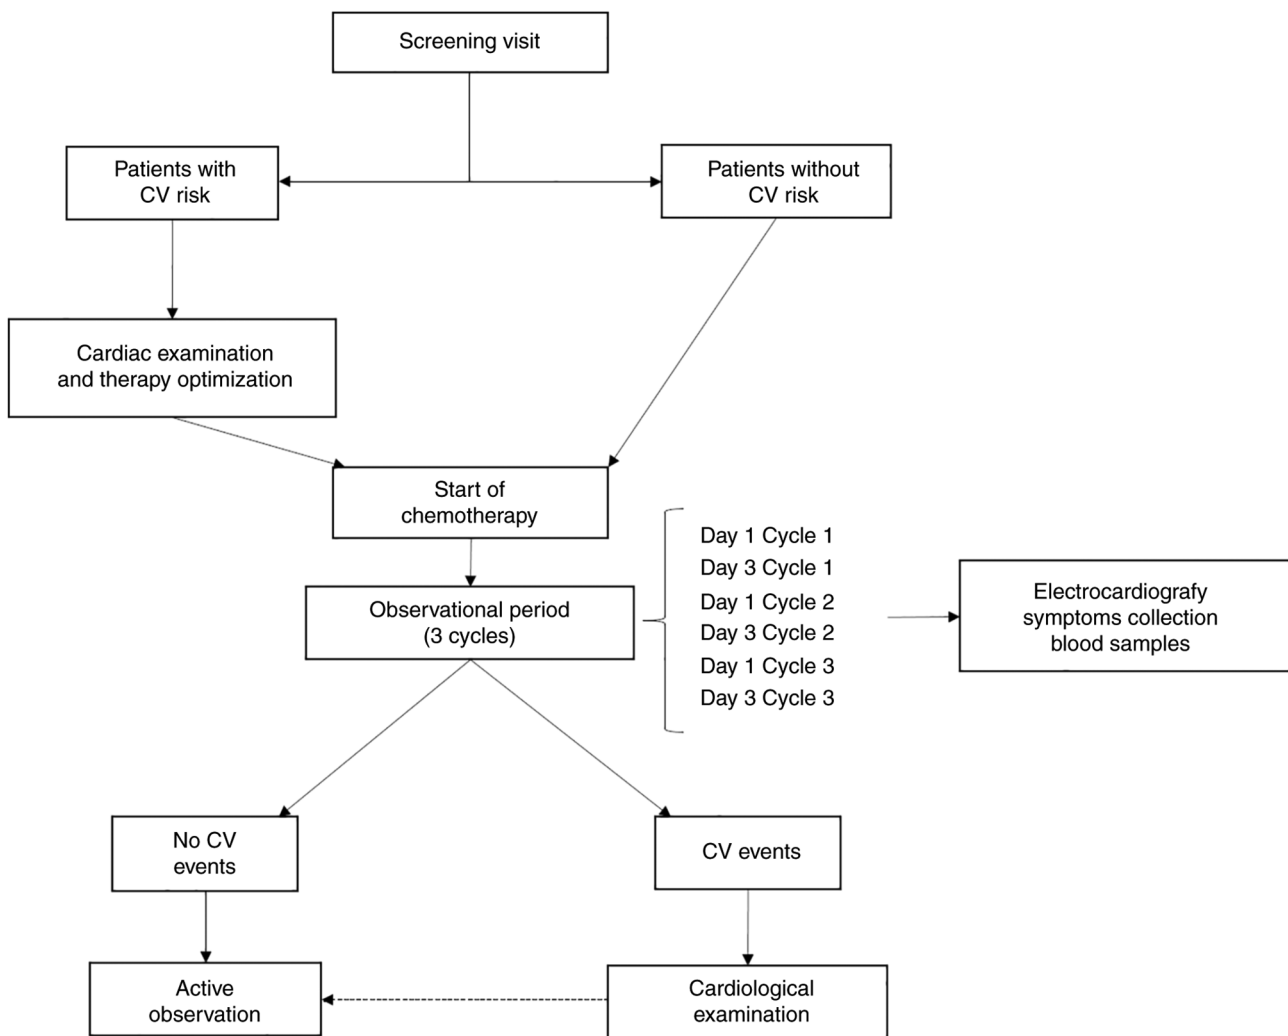 Screening visit
Patients with
CV risk
Patients without
CV risk
Cardiac examination
and therapy optimization
Start of
chemotherapy
Observational period
(3 cycles)
Day 1 Cycle 1
Day 3 Cycle 1
Day 1 Cycle 2
Day 3 Cycle 2
Day 1 Cycle 3
Day 3 Cycle 3
Electrocardiografy
symptoms collection
blood samples
No CV
events
CV events
Active
observation
Cardiological
examination